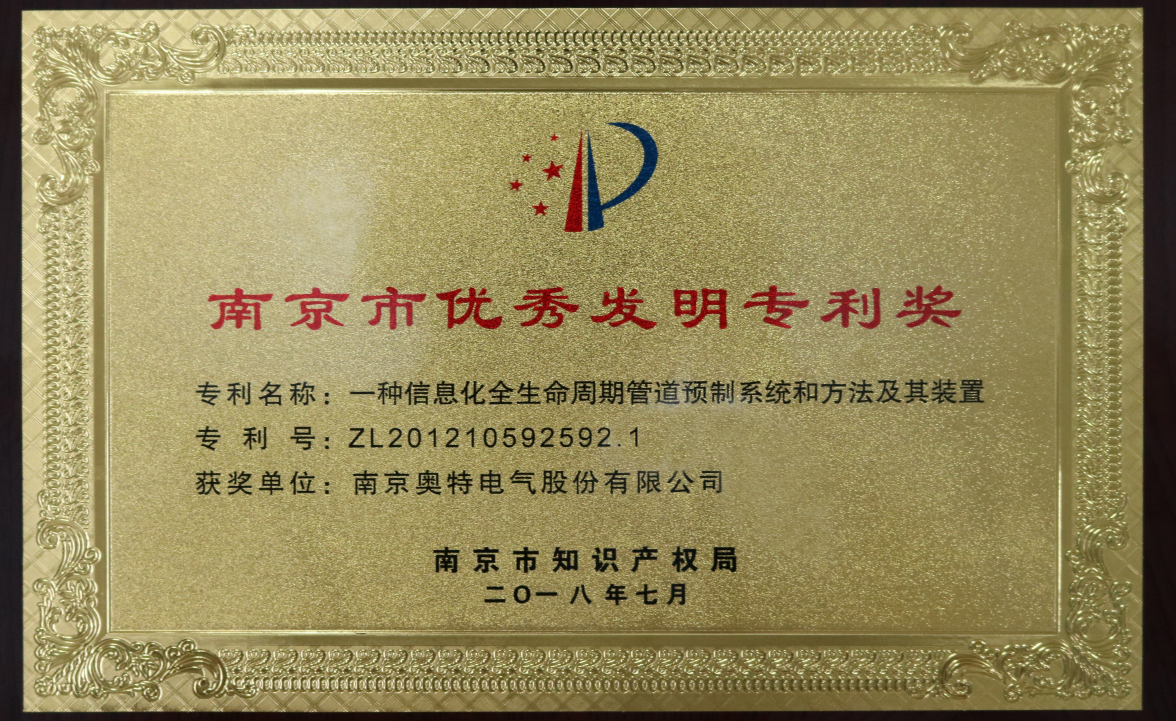 南京市优秀发明专利奖
专利名称：一种信息化全生命周期管道预制系统和方法及其装置
专利号：ZL201210592592.1
获奖单位：南京奥特电气股份有限公司
南京市知识产权局
二〇一八年七月